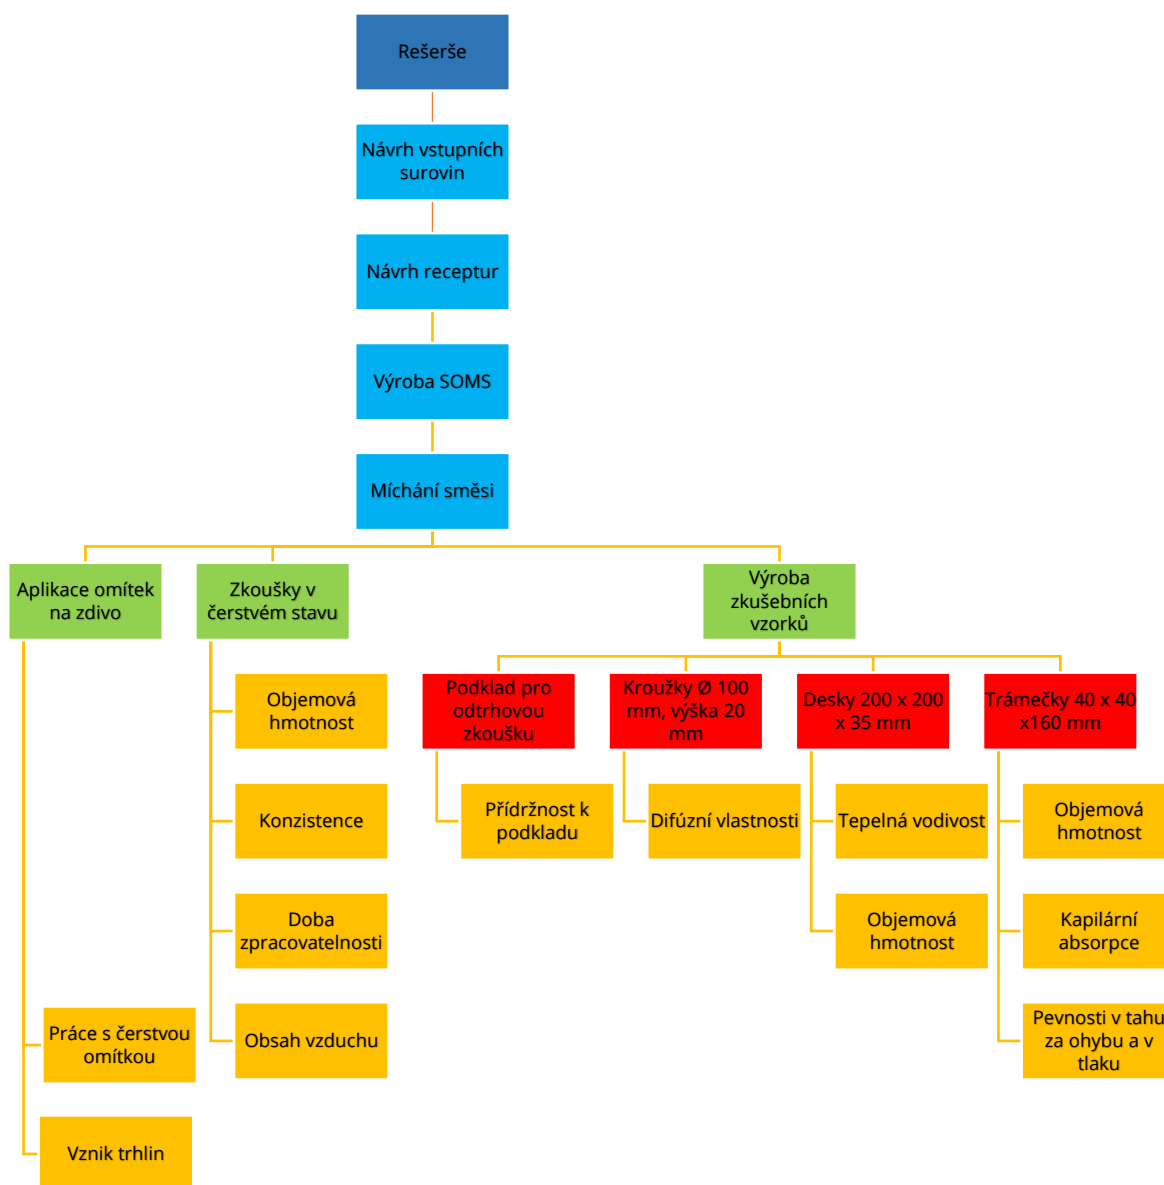 Rešerše
Návrh vstupních
surovin
Návrh receptur
Výroba SOMS
Míchání směsi
Aplikace omítek
na zdivo
Zkoušky v
čerstvém stavu
Výroba
zkušebních
vzorků
Objemová
hmotnost
Konzistence
Doba
zpracovatelnosti
Obsah vzduchu
Práce s čerstvou
omítkou
Vznik trhlin
Podklad pro
odtrhovou
zkoušku
Kroužky Ø 100
mm, výška 20
mm
Desky 200 x 200
x 35 mm
Trámečky 40 x 40
x160 mm
Přídržnost k
podkladu
Difúzní vlastnosti
Tepelná vodivost
Objemová
hmotnost
Objemová
hmotnost
Kapilární
absorpce
Pevnosti v tahu
za ohybu a v
tlaku